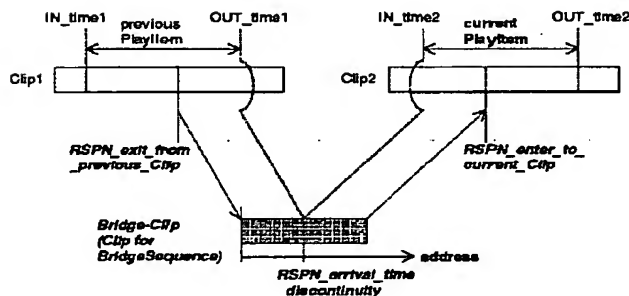 IN_time1 previous PlayItem OUT_time1
IN_time2 current PlayItem OUT_time2
Clip1
Clip2
RSPN_exit_from
_previous_Clip
RSPN_enter_to_
current_Clip
Bridge-Clip
(Clip for
BridgeSequence)
address
RSPN_arrival_time
discontinuity